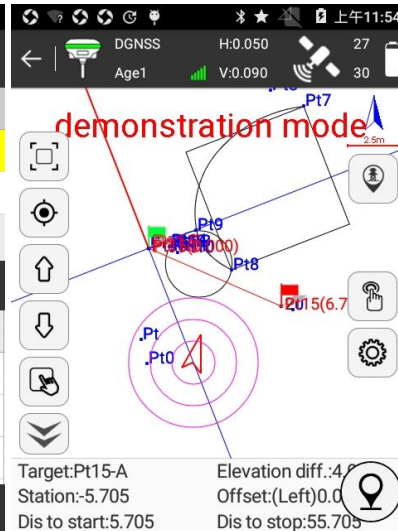 上午11:54
DGNSS H:0.050 27
Age1 V:0.090 30
demonstration mode
Pt7
2.5m
Pt9
Pt8
Pt
Pt0
Target:Pt15-A Elevation diff.:4
Station:-5.705 Offset:(Left)0.0
Dis to start:5.705 Dis to stop:55.705